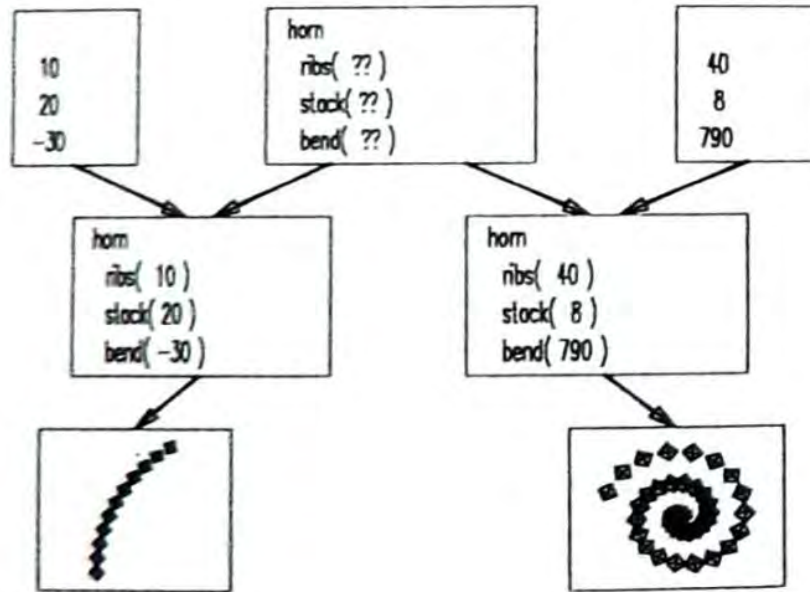 10
20
-30
horn
ribs( ?? )
stack( ?? )
bend( ?? )
40
8
790
horn
ribs( 10 )
stack( 20 )
bend( -30 )
horn
ribs( 40 )
stack( 8 )
bend( 790 )